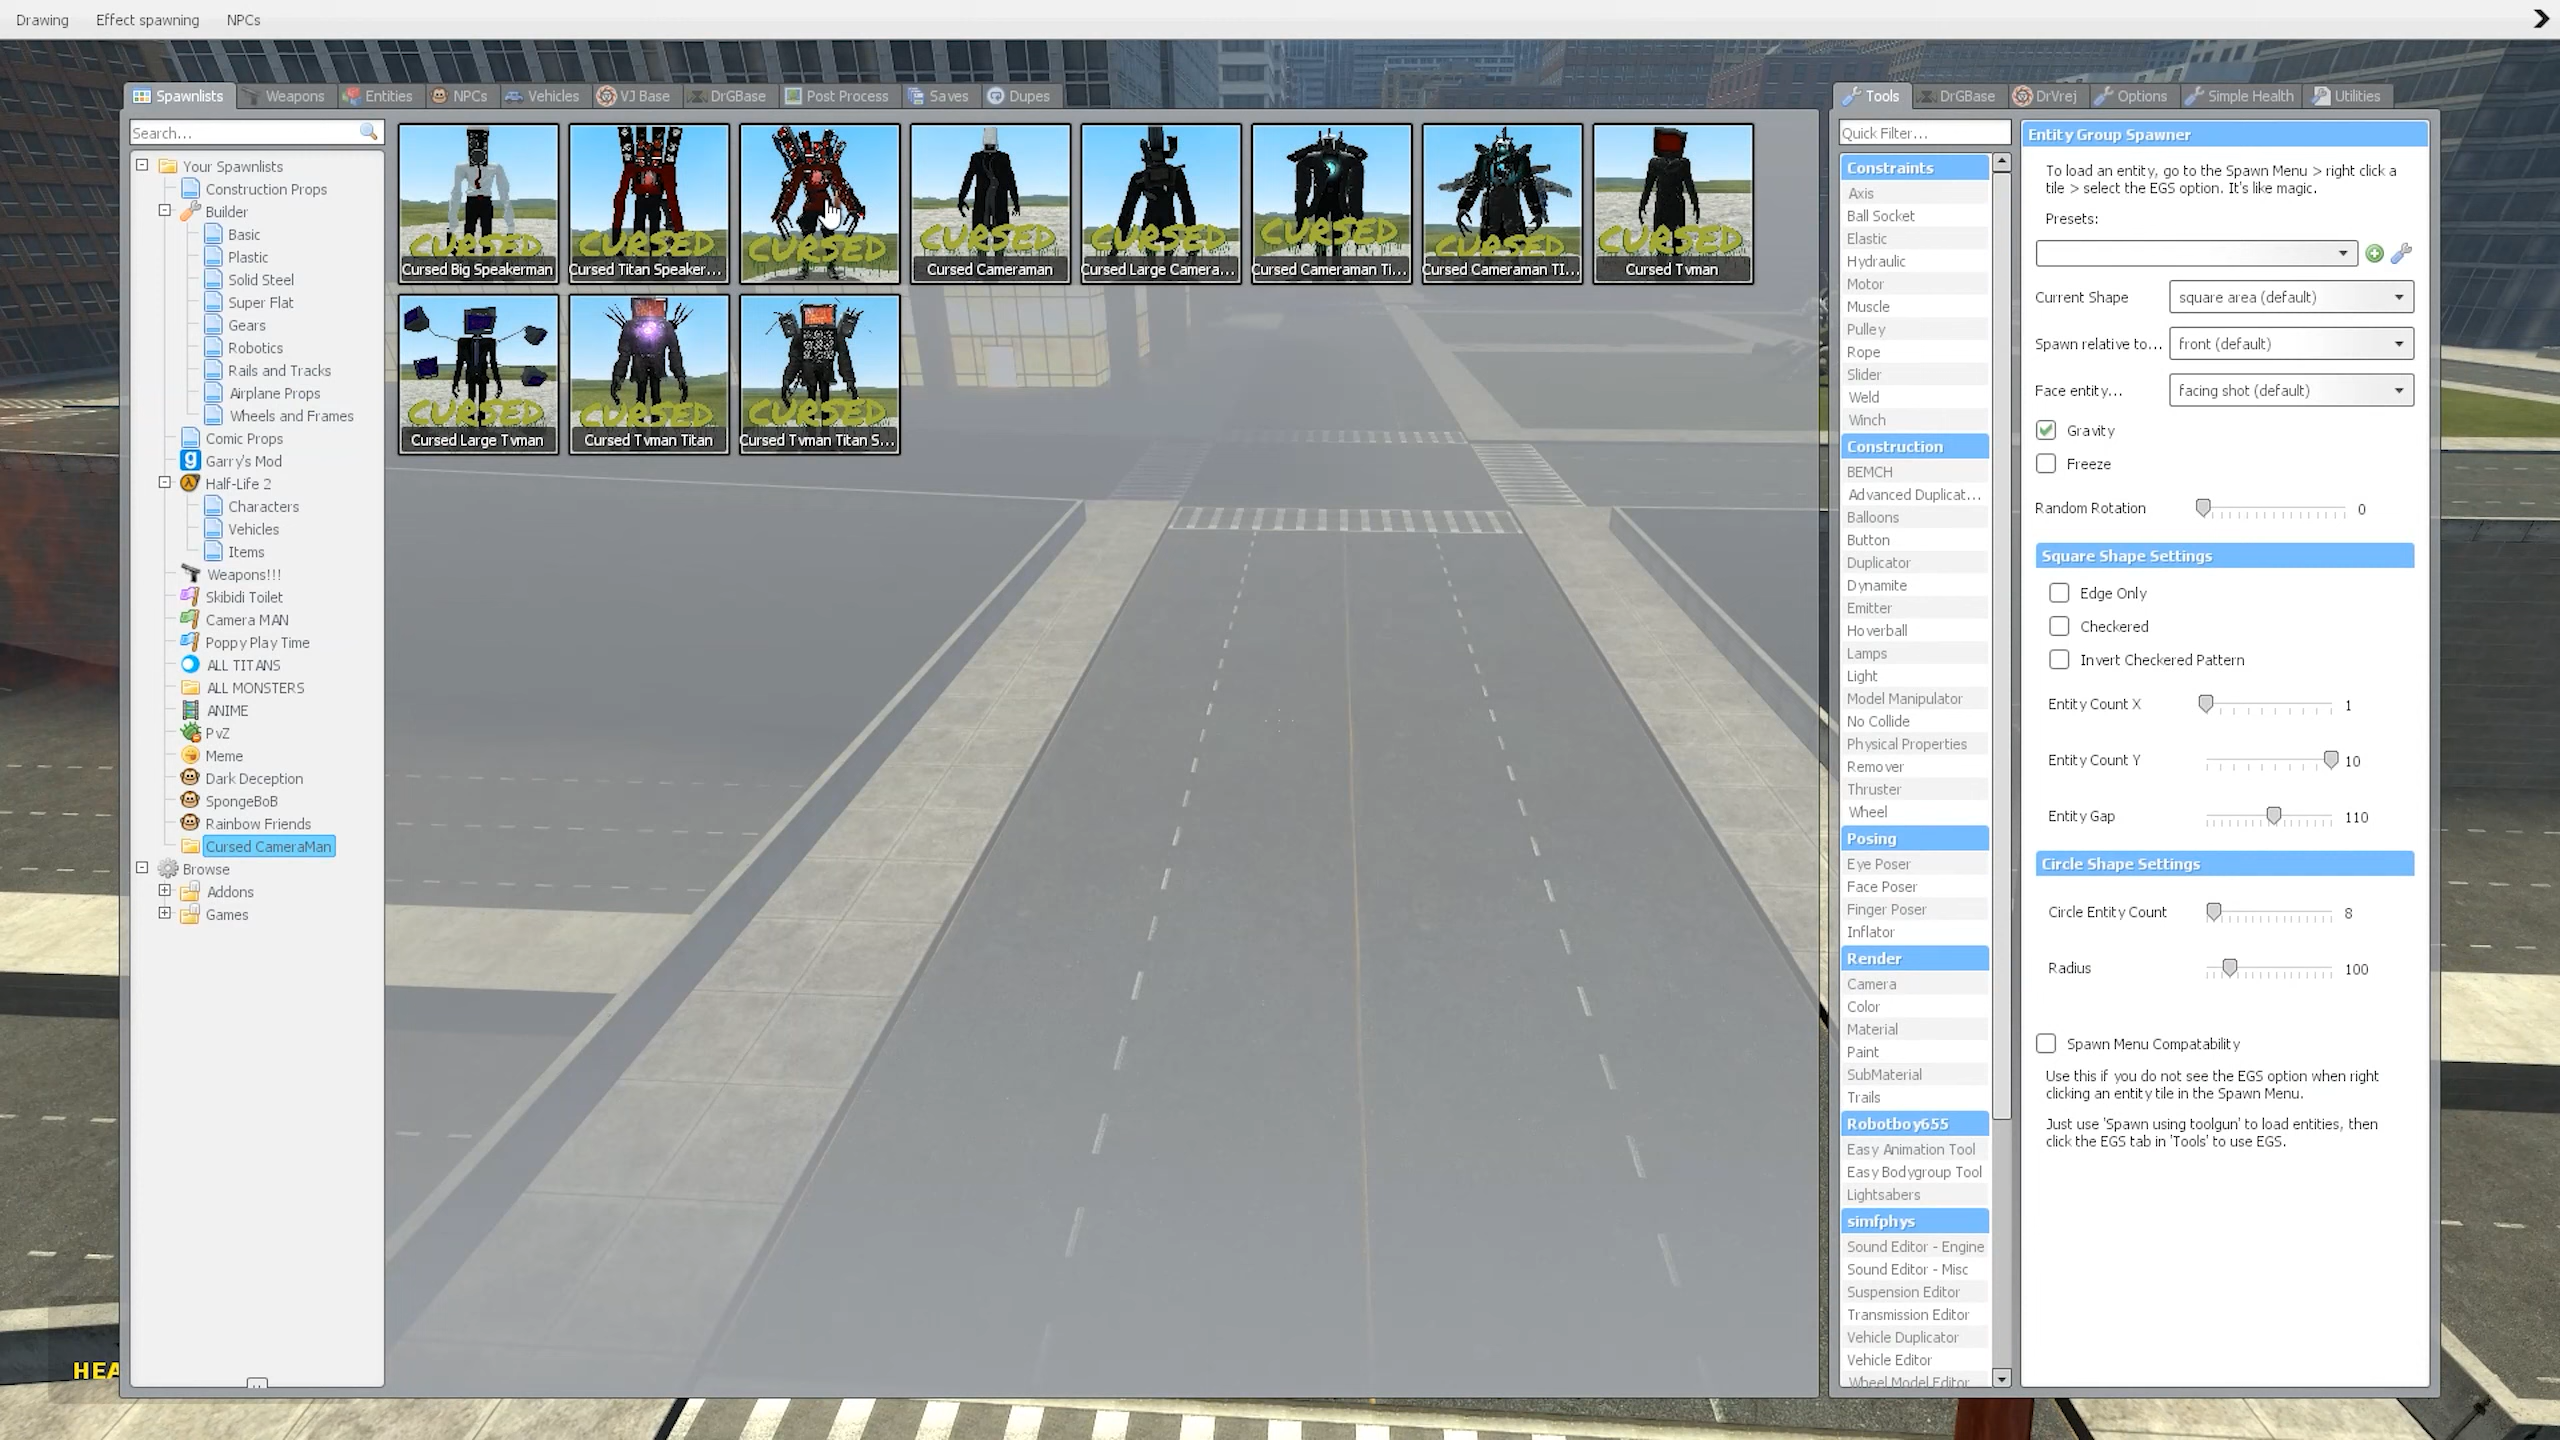 Drawing
Effect spawning
NPCs
Spawnlists
Weapons
Entities
NPCs
Vehicles
VJ Base
DrGBase
Post Process
Saves
Dupes
Search...
Your Spawnlists
Construction Props
Builder
Basic
Plastic
Solid Steel
Super Flat
Gears
Robotics
Rails and Tracks
Airplane Props
Wheels and Frames
Comic Props
Garry's Mod
Half-Life 2
Characters
Vehicles
Items
Weapons!!!
Skibidi Toilet
Camera MAN
Poppy Play Time
ALL TITANS
ALL MONSTERS
ANIME
PvZ
Meme
Dark Deception
SpongeBoB
Rainbow Friends
Cursed CameraMan
Browse
Addons
Games
CURSED
Cursed Big Speakerman
CURSED
Cursed Titan Speaker...
CURSED
CURSED
Cursed Cameraman
CURSED
Cursed Large Camera...
CURSED
Cursed Cameraman Ti...
CURSED
Cursed Cameraman TI...
CURSED
Cursed Tvman
CURSED
Cursed Large Tvman
CURSED
Cursed Tvman Titan
CURSED
Cursed Tvman Titan S...
HEA
Tools
DrGBase
DrVrej
Options
Simple Health
Utilities
Quick Filter...
Constraints
Axis
Ball Socket
Elastic
Hydraulic
Motor
Muscle
Pulley
Rope
Slider
Weld
Winch
Construction
BEMCH
Advanced Duplicat...
Balloons
Button
Duplicator
Dynamite
Emitter
Hoverball
Lamps
Light
Model Manipulator
No Collide
Physical Properties
Remover
Thruster
Wheel
Posing
Eye Poser
Face Poser
Finger Poser
Inflator
Render
Camera
Color
Material
Paint
SubMaterial
Trails
Robotboy655
Easy Animation Tool
Easy Bodygroup Tool
Lightsabers
simfphys
Sound Editor - Engine
Sound Editor - Misc
Suspension Editor
Transmission Editor
Vehicle Duplicator
Vehicle Editor
Wheel Model Editor
Entity Group Spawner
To load an entity, go to the Spawn Menu > right click a
tile > select the EGS option. It's like magic.
Presets:
Current Shape
square area (default)
Spawn relative to...
front (default)
Face entity...
facing shot (default)
Gravity
Freeze
Random Rotation 0
Square Shape Settings
Edge Only
Checkered
Invert Checkered Pattern
Entity Count X 1
Entity Count Y 10
Entity Gap 110
Circle Shape Settings
Circle Entity Count 8
Radius 100
Spawn Menu Compatability
Use this if you do not see the EGS option when right
clicking an entity tile in the Spawn Menu.
Just use 'Spawn using toolgun' to load entities, then
click the EGS tab in 'Tools' to use EGS.